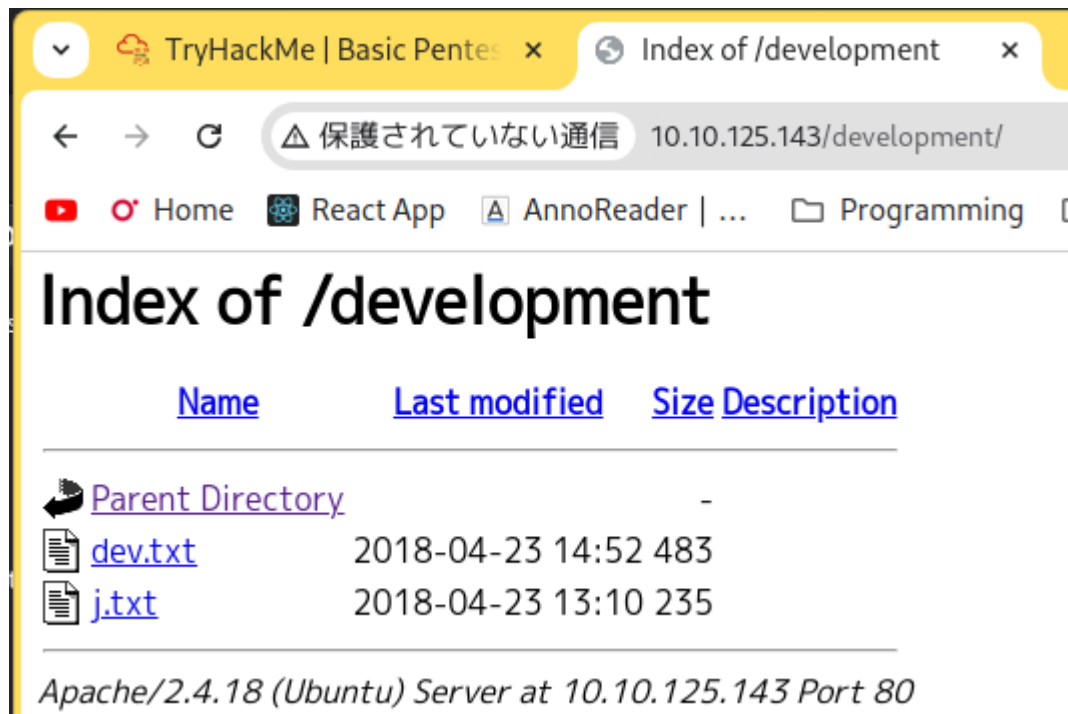 TryHackMe | Basic Pentes
Index of /development
保護されていない通信 10.10.125.143/development/
Home React App AnnoReader | ... Programming
Index of /development
Name Last modified Size Description
Parent Directory -
dev.txt 2018-04-23 14:52 483
j.txt 2018-04-23 13:10 235
Apache/2.4.18 (Ubuntu) Server at 10.10.125.143 Port 80